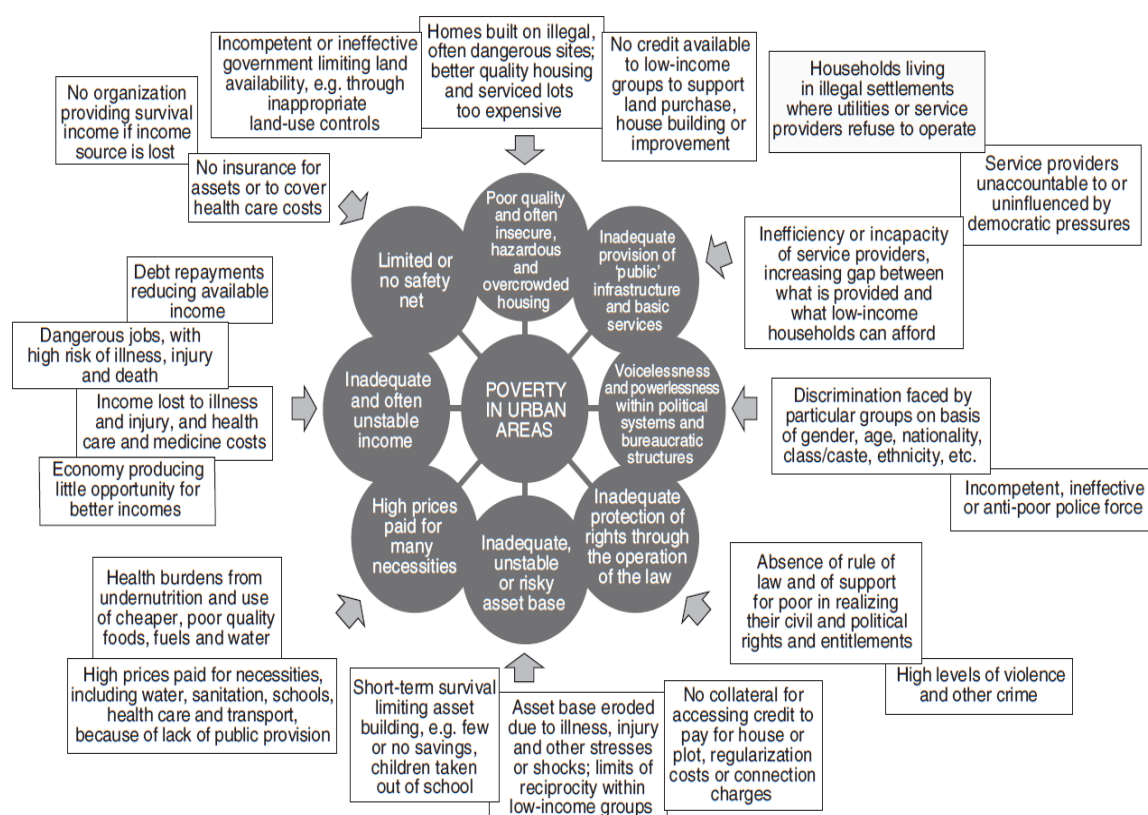 Incompetent or ineffective
government limiting land
availability, e.g. through
inappropriate
land-use controls
Homes built on illegal,
often dangerous sites;
better quality housing
and serviced lots
too expensive
No credit available
to low-income
groups to support
land purchase,
house building or
improvement
Households living
in illegal settlements
where utilities or service
providers refuse to operate
No organization
providing survival
income if income
source is lost
No insurance for
assets or to cover
health care costs
Service providers
unaccountable to or
uninfluenced by
democratic pressures
Inefficiency or incapacity
of service providers,
increasing gap between
what is provided and
what low-income
households can afford
Poor quality
and often
insecure,
hazardous
and
overcrowded
housing
Limited or
no safety
net
Inadequate
provision of
'public'
infrastructure
and basic
services
Debt repayments
reducing available
income
Dangerous jobs, with
high risk of illness, injury
and death
Income lost to illness
and injury, and health
care and medicine costs
Economy producing
little opportunity for
better incomes
Inadequate
and often
unstable
income
POVERTY
IN URBAN
AREAS
Voicelessness
and powerlessness
within political
systems and
bureaucratic
structures
Discrimination faced by
particular groups on basis
of gender, age, nationality,
class/caste, ethnicity, etc.
Incompetent, ineffective
or anti-poor police force
High prices
paid for
many
necessities
Inadequate,
unstable
or risky
asset base
Inadequate
protection of
rights through
the operation
of the law
Absence of rule of
law and of support
for poor in realizing
their civil and political
rights and entitlements
High levels of violence
and other crime
Health burdens from
undernutrition and use
of cheaper, poor quality
foods, fuels and water
High prices paid for necessities,
including water, sanitation, schools,
health care and transport,
because of lack of public provision
Short-term survival
limiting asset
building, e.g. few
or no savings,
children taken
out of school
Asset base eroded
due to illness, injury
and other stresses
or shocks; limits of
reciprocity within
low-income groups
No collateral for
accessing credit to
pay for house or
plot, regularization
costs or connection
charges